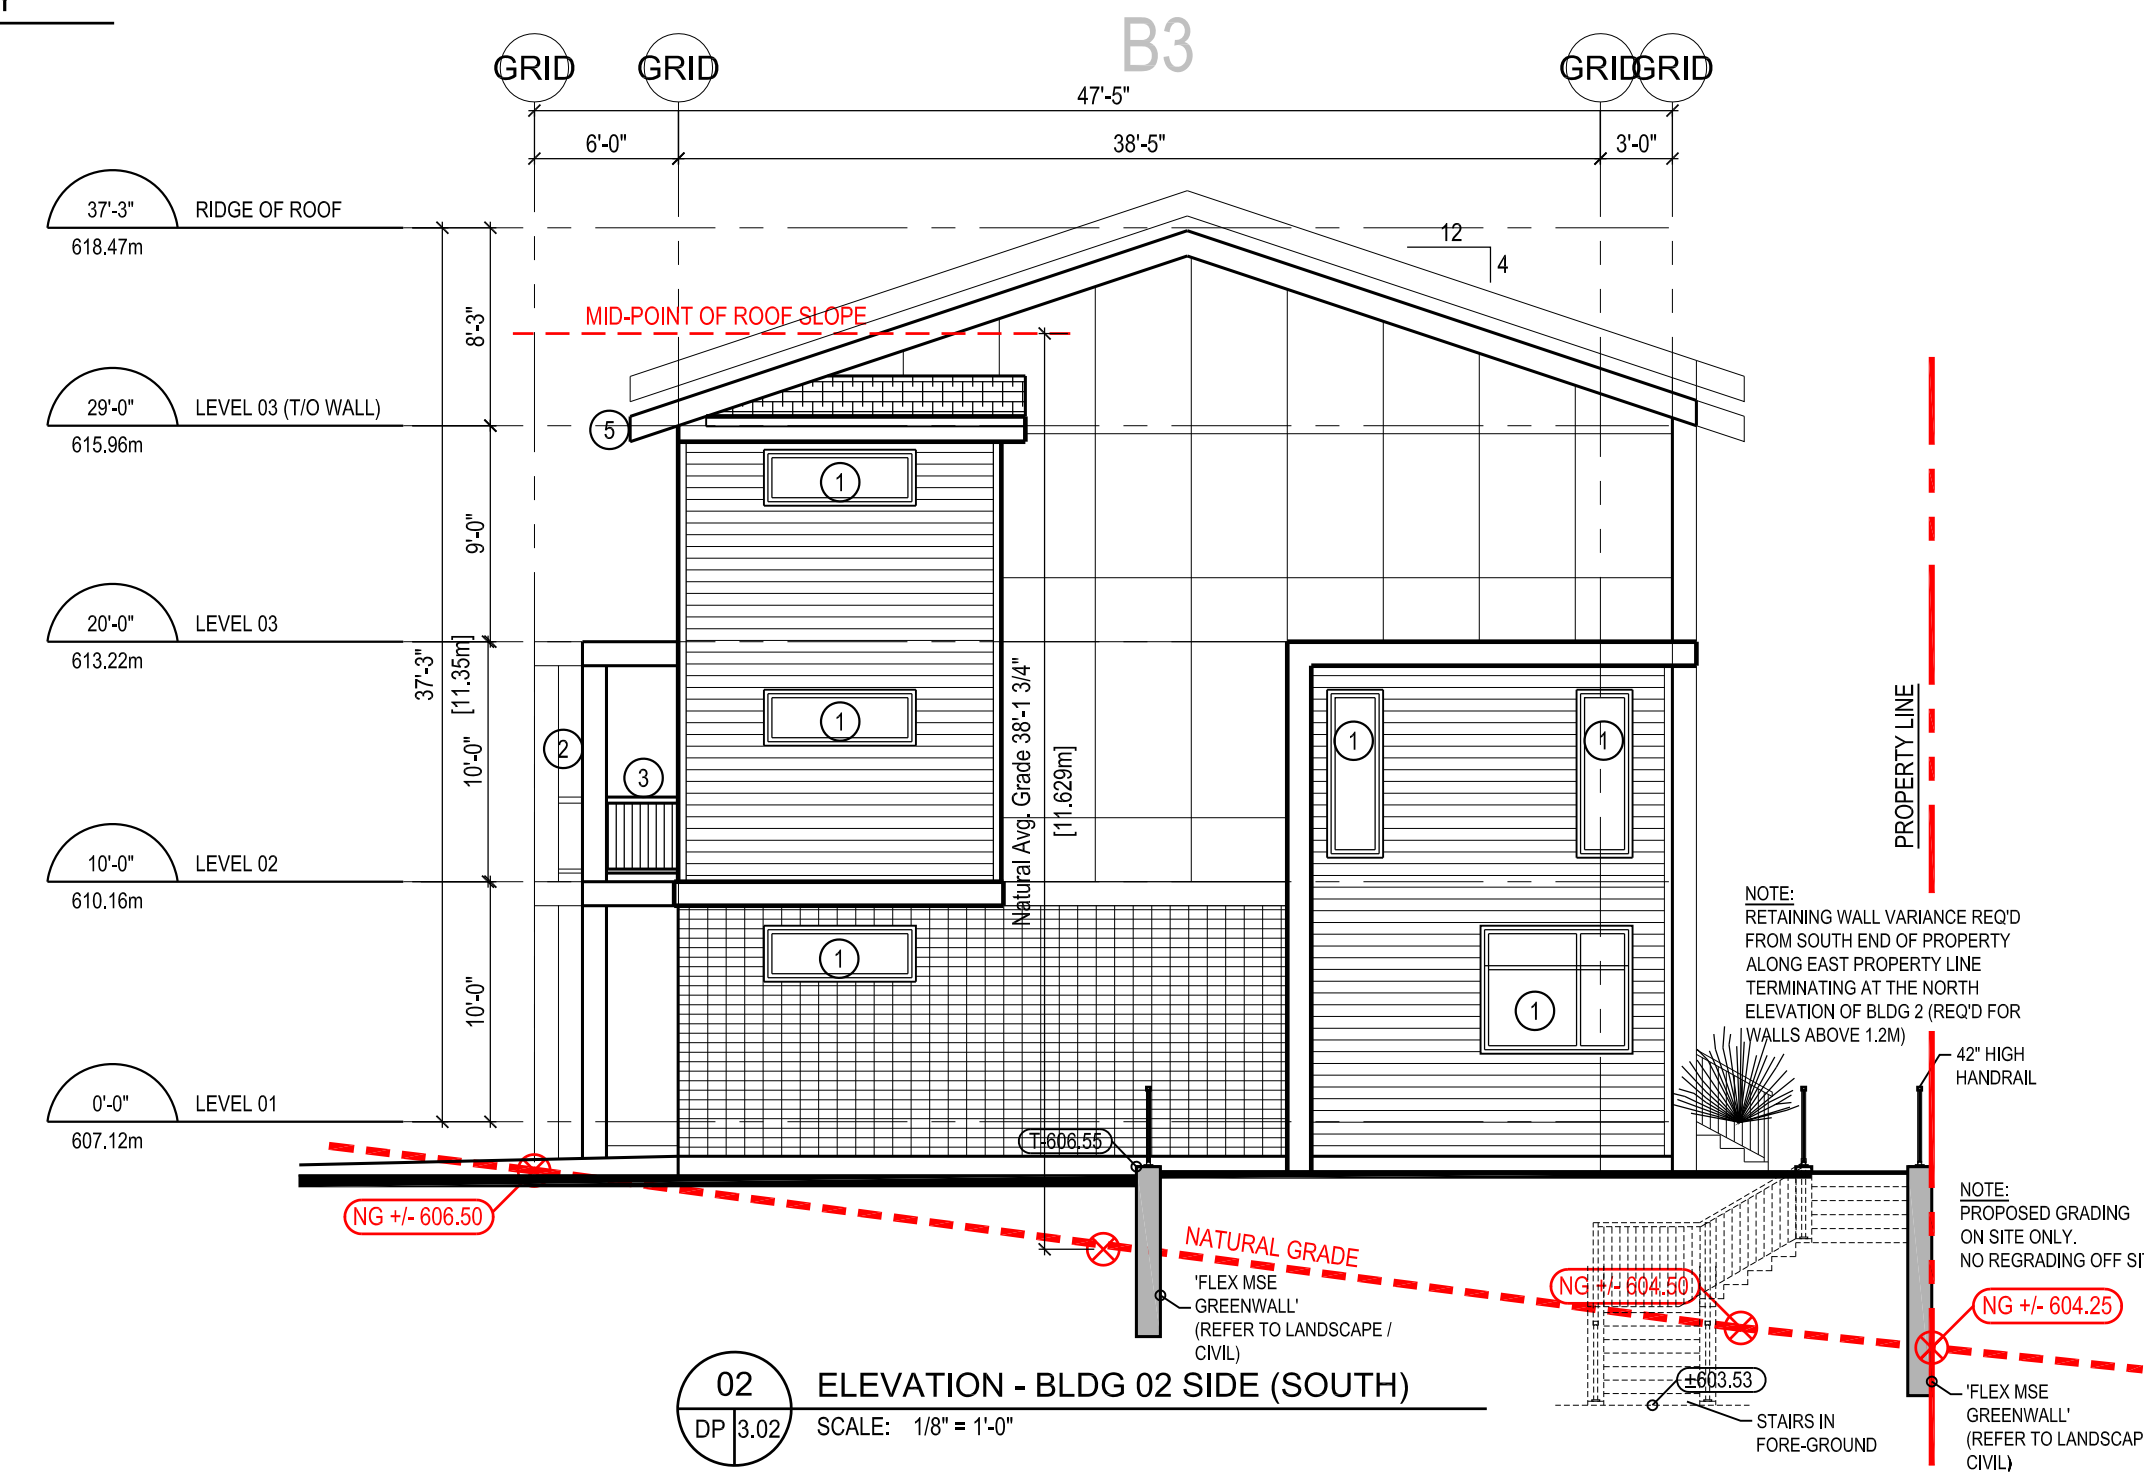 B3
GRID
GRID
GRID
GRID
47'-5"
6'-0"
38'-5"
3'-0"
37'-3"
RIDGE OF ROOF
618.47m
12
4
MID-POINT OF ROOF SLOPE
8'-3"
29'-0"
LEVEL 03 (T/O WALL)
615.96m
5
1
9'-0"
20'-0"
LEVEL 03
613.22m
37'-3"
[11.35m]
10'-0"
2
3
1
1
1
Natural Avg. Grade 38'-1 3/4"
[11.629m]
PROPERTY LINE
10'-0"
LEVEL 02
610.16m
NOTE:
RETAINING WALL VARIANCE REQ'D
FROM SOUTH END OF PROPERTY
ALONG EAST PROPERTY LINE
TERMINATING AT THE NORTH
ELEVATION OF BLDG 2 (REQ'D FOR
WALLS ABOVE 1.2M)
1
1
10'-0"
42" HIGH
HANDRAIL
0'-0"
LEVEL 01
607.12m
T-606.55
NG +/- 606.50
NATURAL GRADE
NOTE:
PROPOSED GRADING
ON SITE ONLY.
NO REGRADING OFF
NG +/- 604.50
NG +/- 604.25
'FLEX MSE
GREENWALL'
(REFER TO LANDSCAPE /
CIVIL)
±603.53
STAIRS IN
FORE-GROUND
'FLEX MSE
GREENWALL'
(REFER TO LANDSCAP
CIVIL)
02
DP 3.02
ELEVATION - BLDG 02 SIDE (SOUTH)
SCALE: 1/8" = 1'-0"